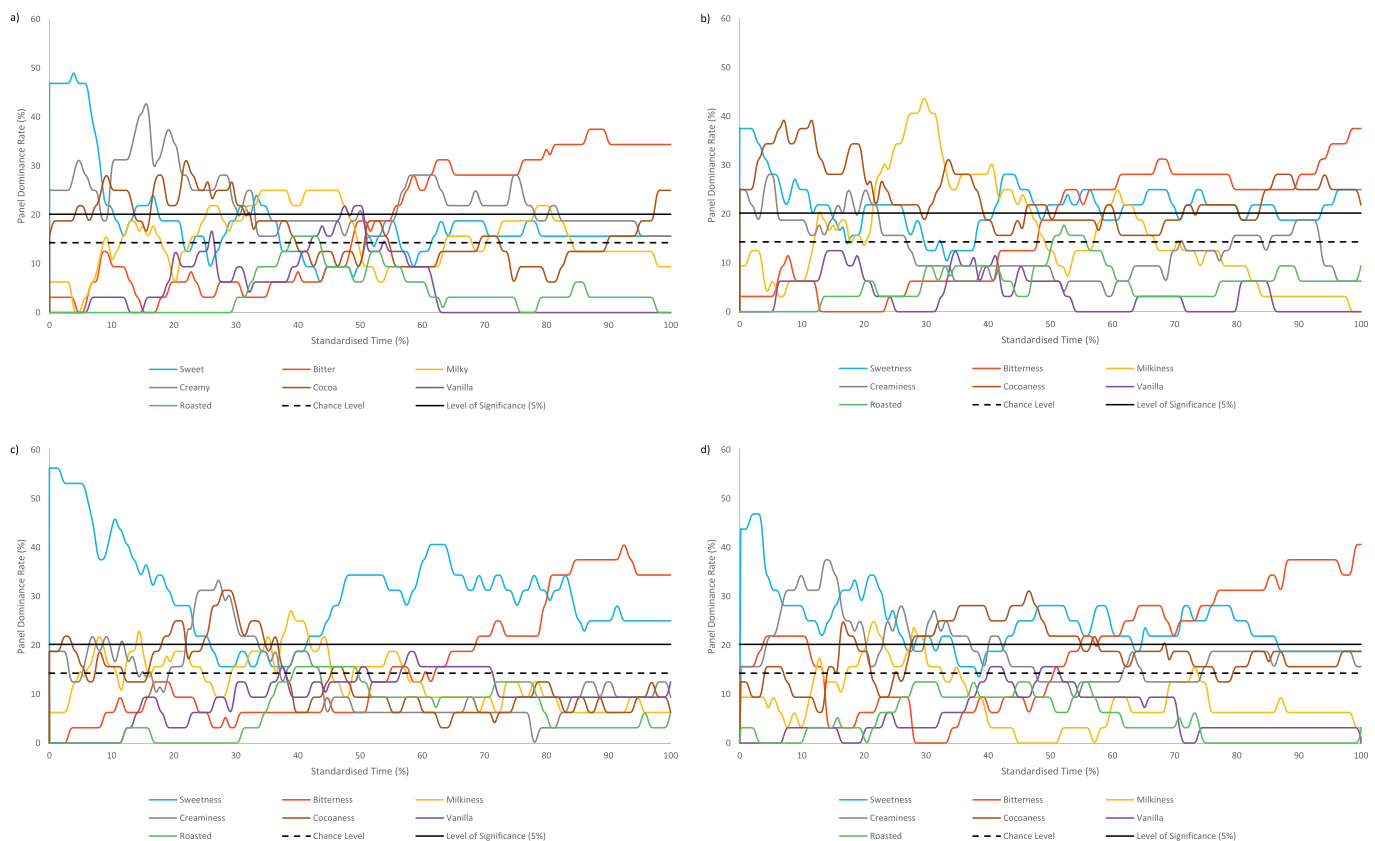 a)
60
50
40
30
20
10
0
Panel Dominance Rate (%)
0 10 20 30 40 50 60 70 80 90 100
Standardised Time (%)
Sweet Bitter Milky
Creamy Cocoa Vanilla
Roasted Chance Level Level of Significance (5%)
b)
60
50
40
30
20
10
0
Panel Dominance Rate (%)
0 10 20 30 40 50 60 70 80 90 100
Standardised Time (%)
Sweetness Bitterness Milkiness
Creaminess Cocoaness Vanilla
Roasted Chance Level Level of Significance (5%)
c)
60
50
40
30
20
10
0
Panel Dominance Rate (%)
0 10 20 30 40 50 60 70 80 90 100
Standardised Time (%)
Sweetness Bitterness Milkiness
Creaminess Cocoaness Vanilla
Roasted Chance Level Level of Significance (5%)
d)
60
50
40
30
20
10
0
Panel Dominance Rate (%)
0 10 20 30 40 50 60 70 80 90 100
Standardised Time (%)
Sweetness Bitterness Milkiness
Creaminess Cocoaness Vanilla
Roasted Chance Level Level of Significance (5%)